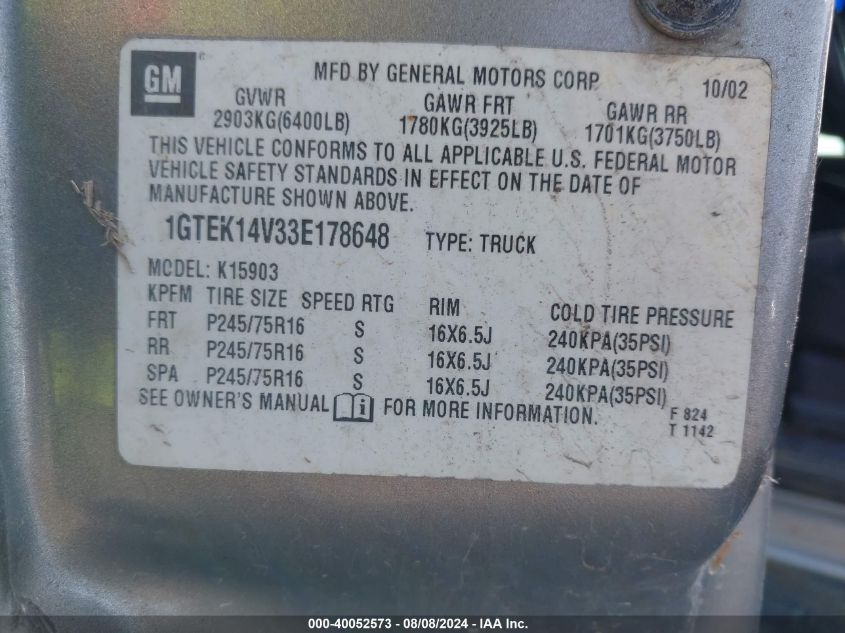 GM
MFD BY GENERAL MOTORS CORP 10/02
GVWR GAWR FRT GAWR RR
2903KG(6400LB) 1780KG(3925LB) 1701KG(3750LB)
THIS VEHICLE CONFORMS TO ALL APPLICABLE U.S. FEDERAL MOTOR
VEHICLE SAFETY STANDARDS IN EFFECT ON THE DATE OF
MANUFACTURE SHOWN ABOVE.
1GTEK14V33E178648 TYPE: TRUCK
MODEL: K15903
KPFM TIRE SIZE SPEED RTG RIM COLD TIRE PRESSURE
FRT P245/75R16 S 16X6.5J 240KPA(35PSI)
RR P245/75R16 S 16X6.5J 240KPA(35PSI)
SPA P245/75R16 S 16X6.5J 240KPA(35PSI)
SEE OWNER'S MANUAL i FOR MORE INFORMATION.
F 824
T 1142
000-40052573 - 08/08/2024 - IAA Inc.